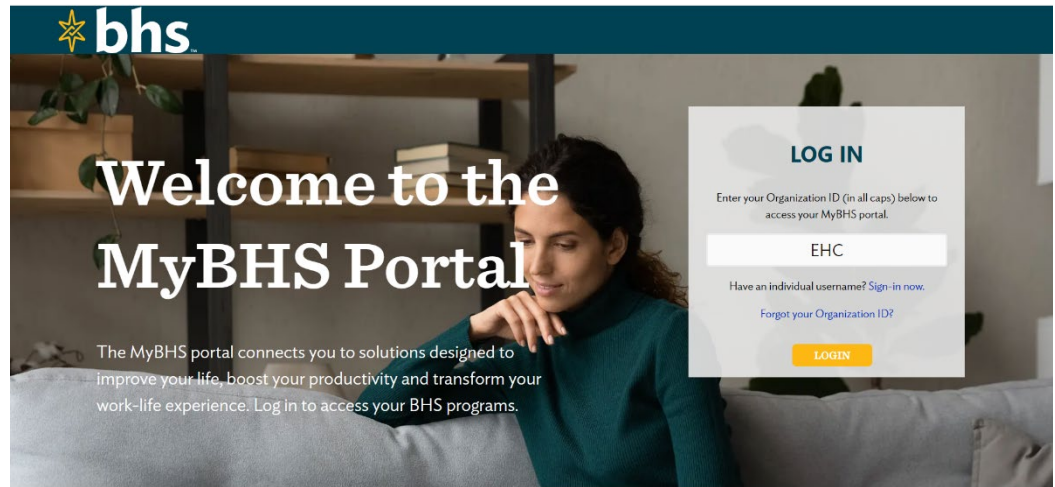 bhs
Welcome to the
MyBHS Portal
The MyBHS portal connects you to solutions designed to
improve your life, boost your productivity and transform your
work-life experience. Log in to access your BHS programs.
LOG IN
Enter your Organization ID (in all caps) below to
access your MyBHS portal.
EHC
Have an individual username? Sign-in now.
Forgot your Organization ID?
LOGIN